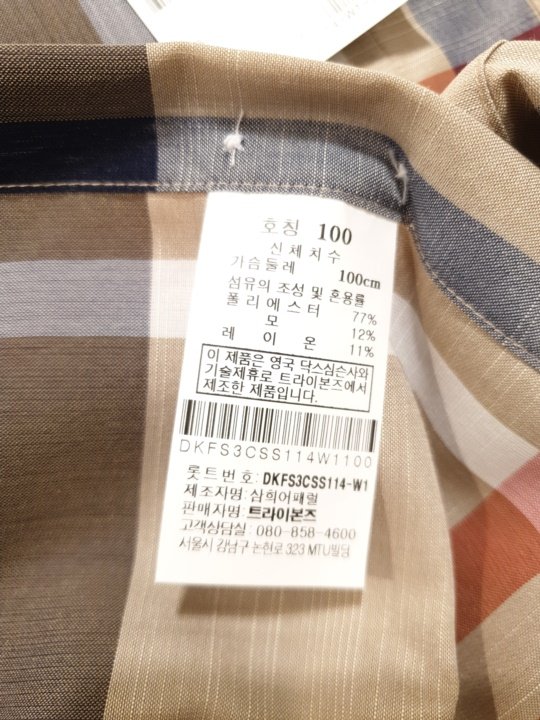 호칭 100
신체치수
가슴둘레 100cm
섬유의 조성 및 혼용률
폴리에스터 77%
모 12%
레이온 11%
이 제품은 영국 닥스심슨사와
기술제휴로 트라이본즈에서
제조한 제품입니다.
DKFS3CSS114W1100
롯트번호: DKFS3CSS114-W1
제조자명: 삼희어패럴
판매자명: 트라이본즈
고객상담실: 080-858-4600
서울시 강남구 논현로 323 MTU빌딩